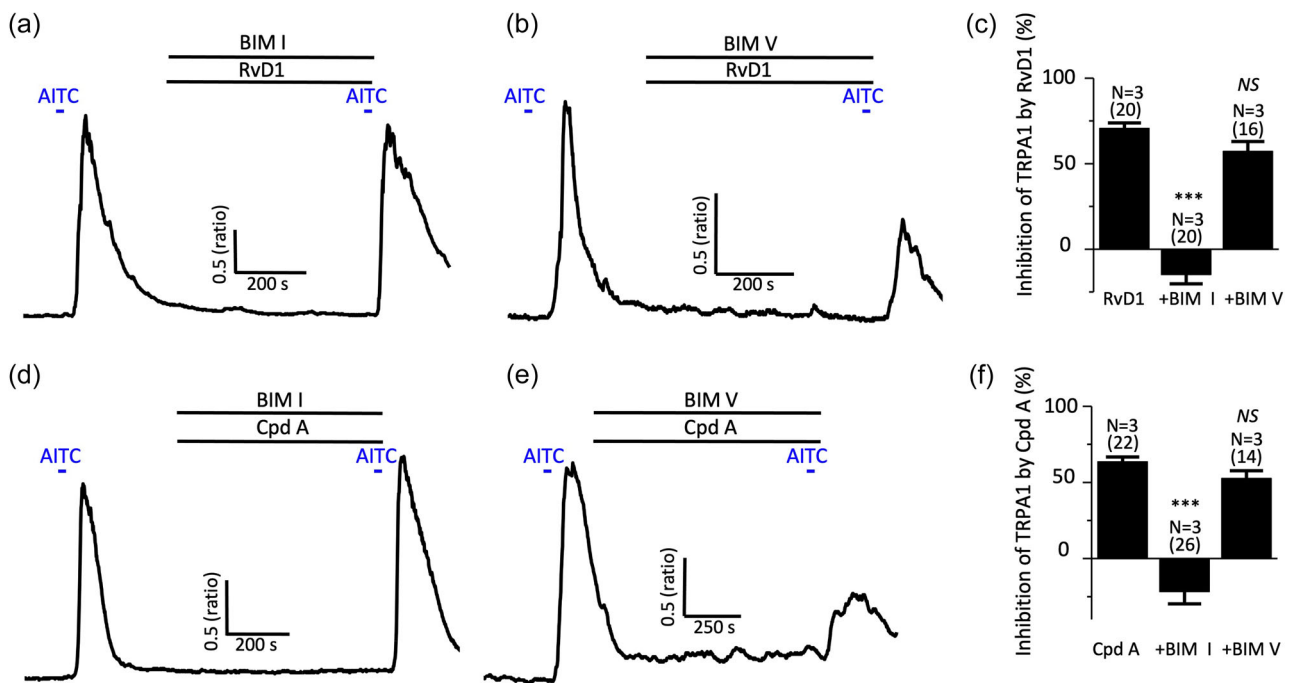 (a)
BIM I
RvD1
AITC
AITC
0.5 (ratio)
200 s
(b)
BIM V
RvD1
AITC
AITC
0.5 (ratio)
200 s
(c)
Inhibition of TRPA1 by RvD1 (%)
100
50
0
N=3
(20)
***
N=3
(20)
NS
N=3
(16)
RvD1 +BIM I +BIM V
(d)
BIM I
Cpd A
AITC
AITC
0.5 (ratio)
200 s
(e)
BIM V
Cpd A
AITC
AITC
0.5 (ratio)
250 s
(f)
Inhibition of TRPA1 by Cpd A (%)
100
50
0
N=3
(22)
***
N=3
(26)
NS
N=3
(14)
Cpd A +BIM I +BIM V